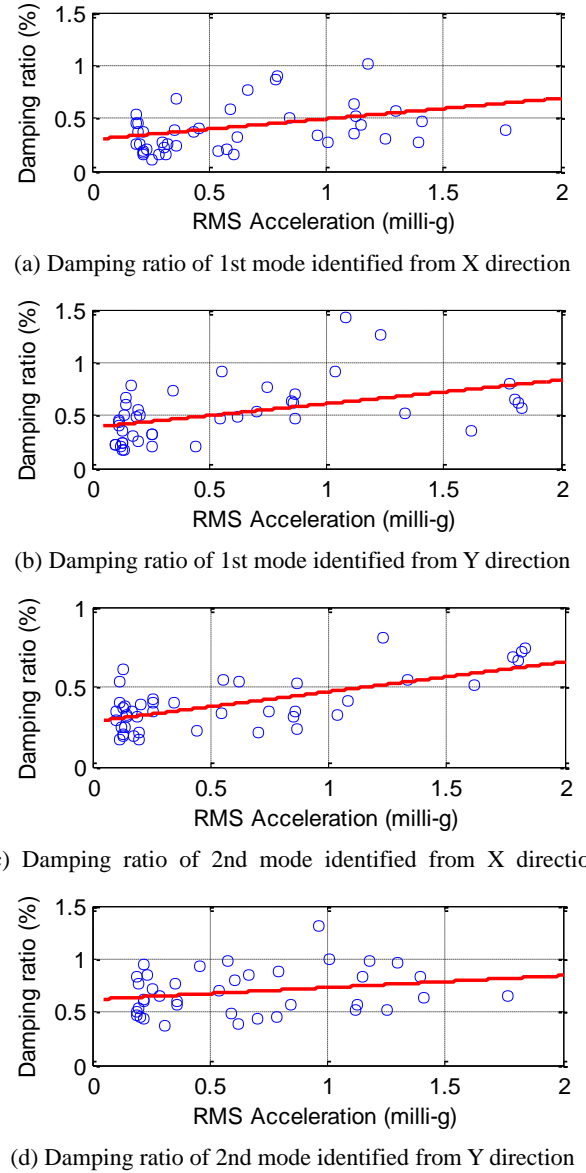 1.5
1
0.5
0
Damping ratio (%)
0 0.5 1 1.5 2
RMS Acceleration (milli-g)
(a) Damping ratio of 1st mode identified from X direction
1.5
1
0.5
0
Damping ratio (%)
0 0.5 1 1.5 2
RMS Acceleration (milli-g)
(b) Damping ratio of 1st mode identified from Y direction
1
0.5
0
Damping ratio (%)
0 0.5 1 1.5 2
RMS Acceleration (milli-g)
) Damping ratio of 2nd mode identified from X directio
1.5
1
0.5
0
Damping ratio (%)
0 0.5 1 1.5 2
RMS Acceleration (milli-g)
(d) Damping ratio of 2nd mode identified from Y direction